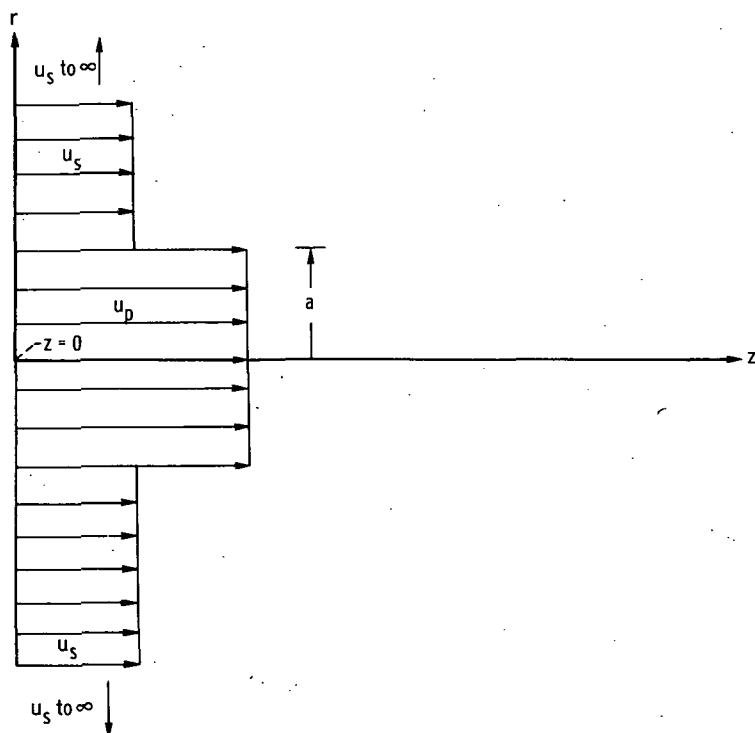 r
u_s to ∞
u_s
a
u_p
z = 0
z
u_s
u_s to ∞